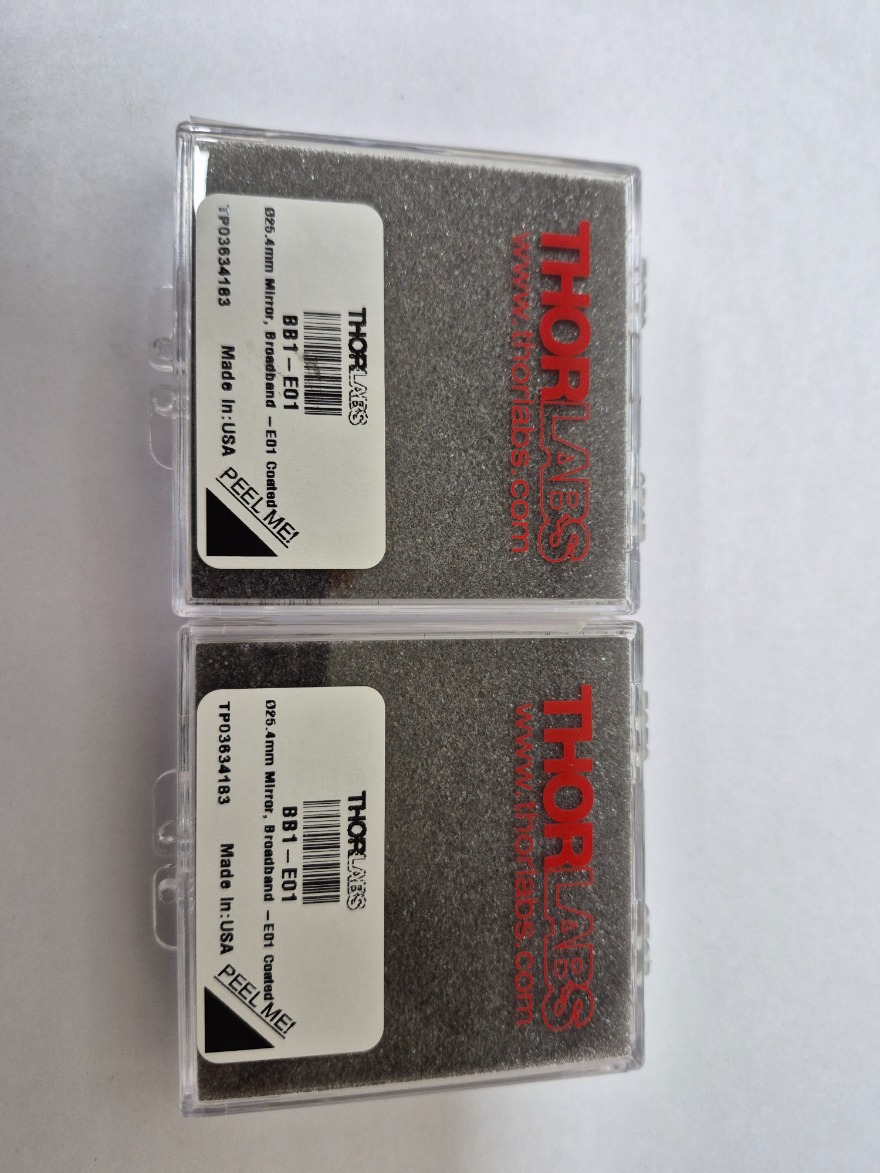 THORLABS
www.thorlabs.com
THORLABS
BB1-E01
Ø25.4mm Mirror, Broadband -E01 Coated
TP03634183 Made In:USA
PEEL ME!
THORLABS
www.thorlabs.com
THORLABS
BB1-E01
Ø25.4mm Mirror, Broadband -E01 Coated
TP03634183 Made In:USA
PEEL ME!